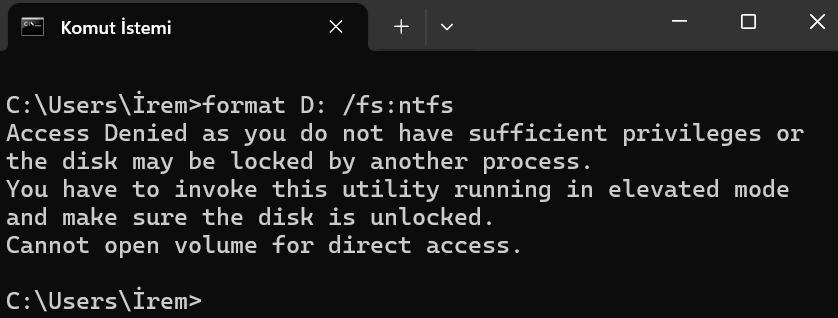 Komut İstemi
C:\Users\İrem>format D: /fs:ntfs
Access Denied as you do not have sufficient privileges or
the disk may be locked by another process.
You have to invoke this utility running in elevated mode
and make sure the disk is unlocked.
Cannot open volume for direct access.
C:\Users\İrem>